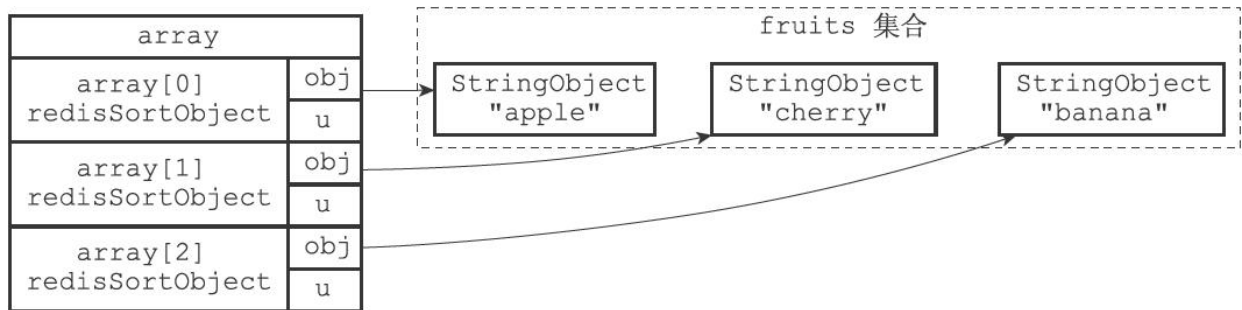 array
array[0]
redisSortObject
obj
u
array[1]
redisSortObject
obj
u
array[2]
redisSortObject
obj
u
fruits 集合
StringObject
"apple"
StringObject
"cherry"
StringObject
"banana"